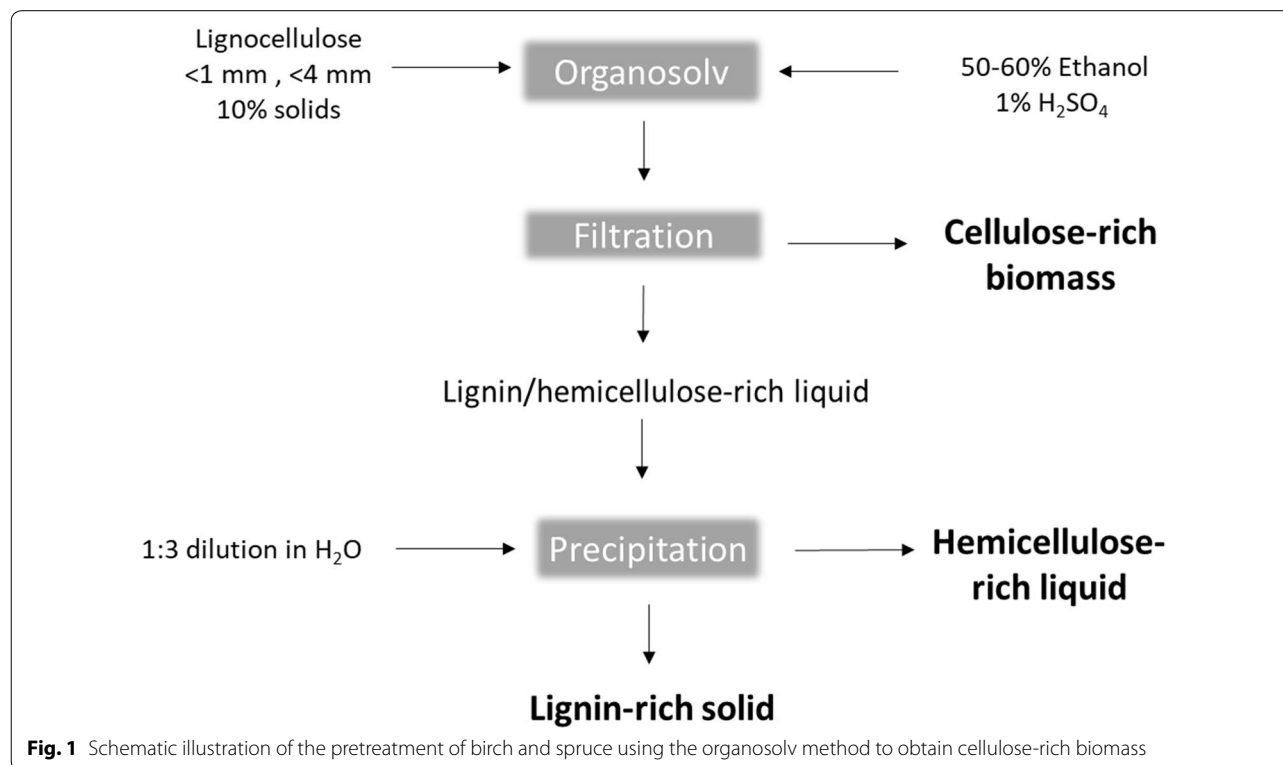 Lignocellulose
<1 mm , <4 mm
10% solids
Organosolv
50-60% Ethanol
1% H₂SO₄
Filtration
Cellulose-rich
biomass
Lignin/hemicellulose-rich liquid
1:3 dilution in H₂O
Precipitation
Hemicellulose-
rich liquid
Lignin-rich solid
Fig. 1 Schematic illustration of the pretreatment of birch and spruce using the organosolv method to obtain cellulose-rich biomass